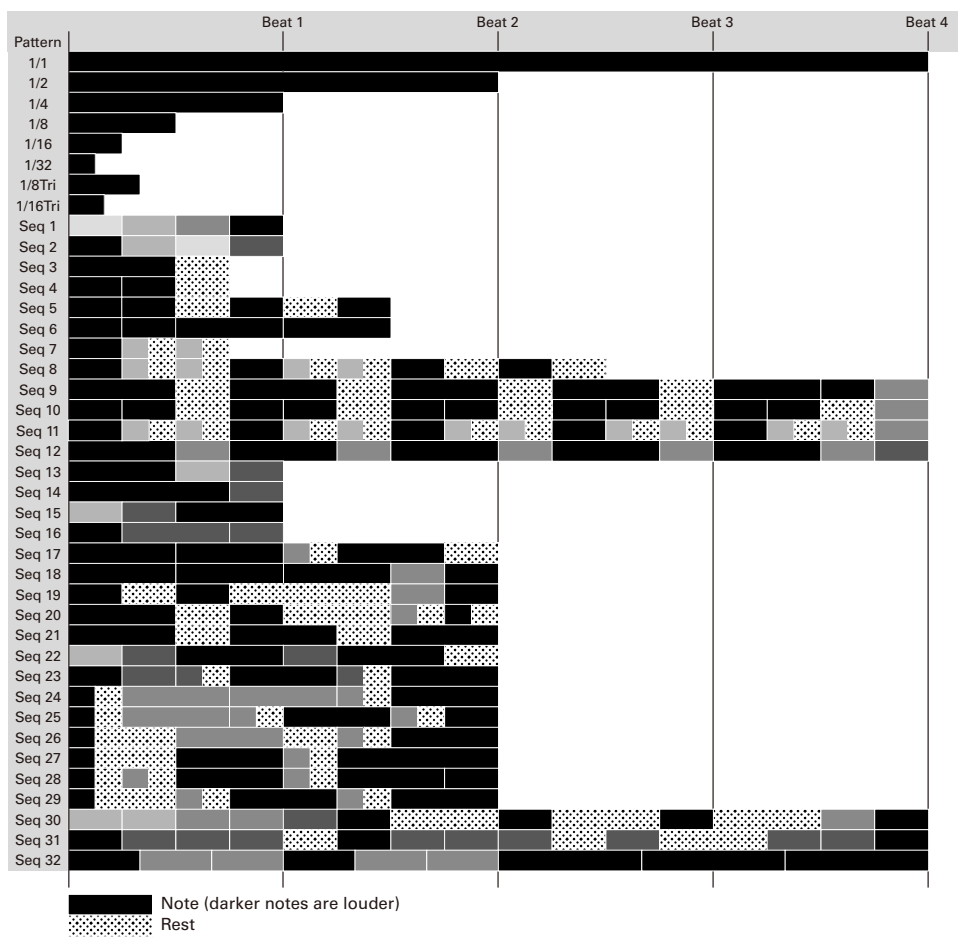 Beat 1 Beat 2 Beat 3 Beat 4
Pattern
1/1
1/2
1/4
1/8
1/16
1/32
1/8Tri
1/16Tri
Seq 1
Seq 2
Seq 3
Seq 4
Seq 5
Seq 6
Seq 7
Seq 8
Seq 9
Seq 10
Seq 11
Seq 12
Seq 13
Seq 14
Seq 15
Seq 16
Seq 17
Seq 18
Seq 19
Seq 20
Seq 21
Seq 22
Seq 23
Seq 24
Seq 25
Seq 26
Seq 27
Seq 28
Seq 29
Seq 30
Seq 31
Seq 32
Note (darker notes are louder)
Rest